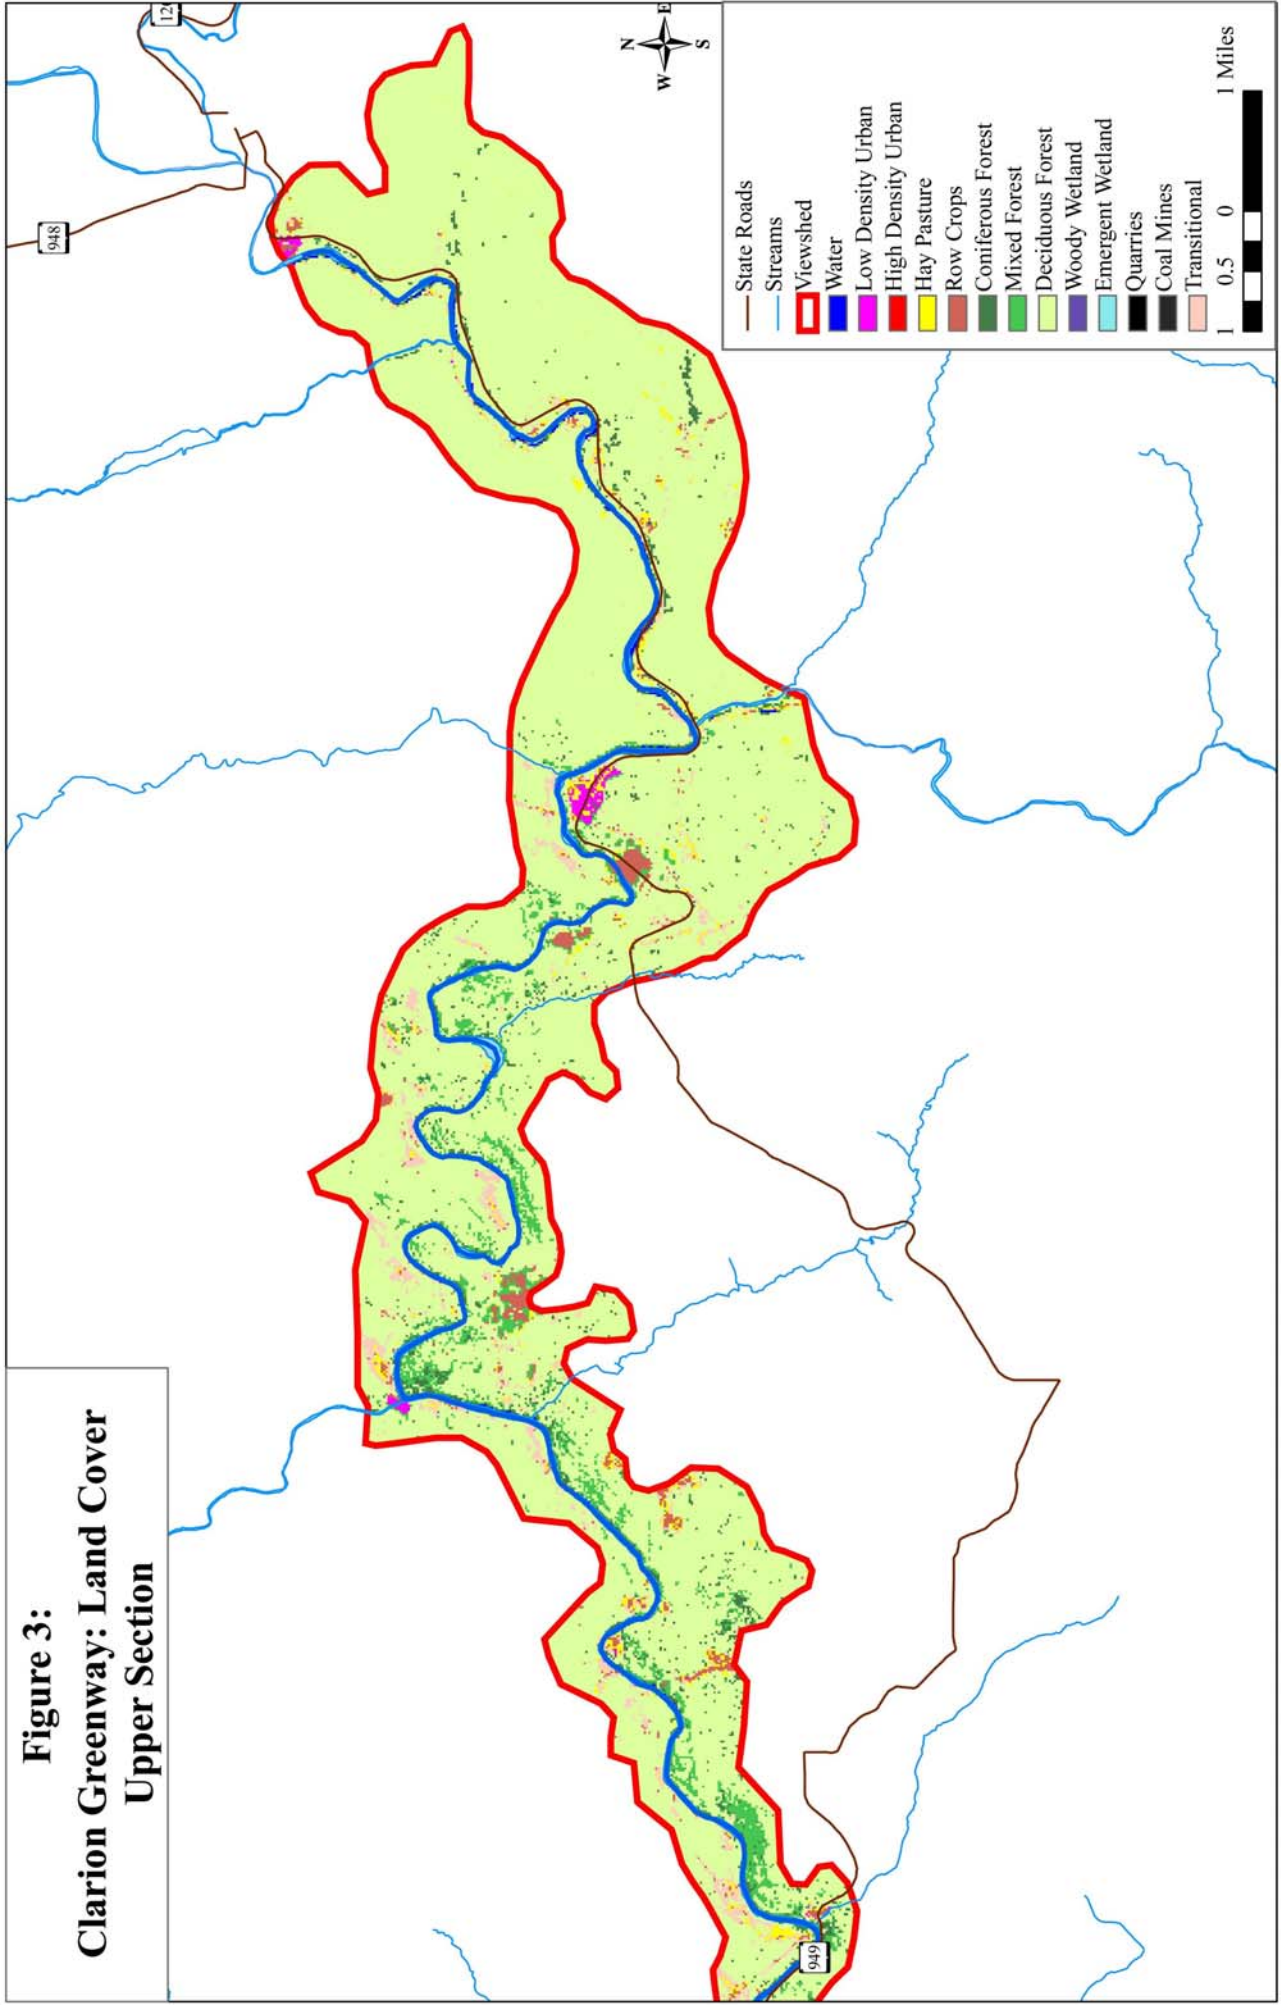 Figure 3:
Clarion Greenway: Land Cover
Upper Section
948
949
N
E
S
W
State Roads
Streams
Viewshed
Water
Low Density Urban
High Density Urban
Hay Pasture
Row Crops
Coniferous Forest
Mixed Forest
Deciduous Forest
Woody Wetland
Emergent Wetland
Quarries
Coal Mines
Transitional
1 0.5 0 1 Miles